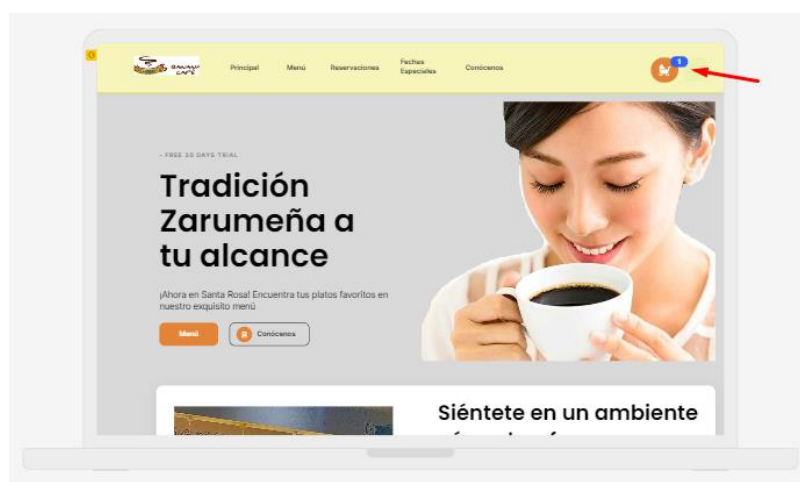 CAFÉ
Principal
Menú
Reservaciones
Fechas
Especiales
Conócenos
1
- FREE 30 DAYS TRIAL
Tradición
Zarumeña a
tu alcance
¡Ahora en Santa Rosa! Encuentra tus platos favoritos en
nuestro exquisito menú
Menú
Conócenos
Siéntete en un ambiente